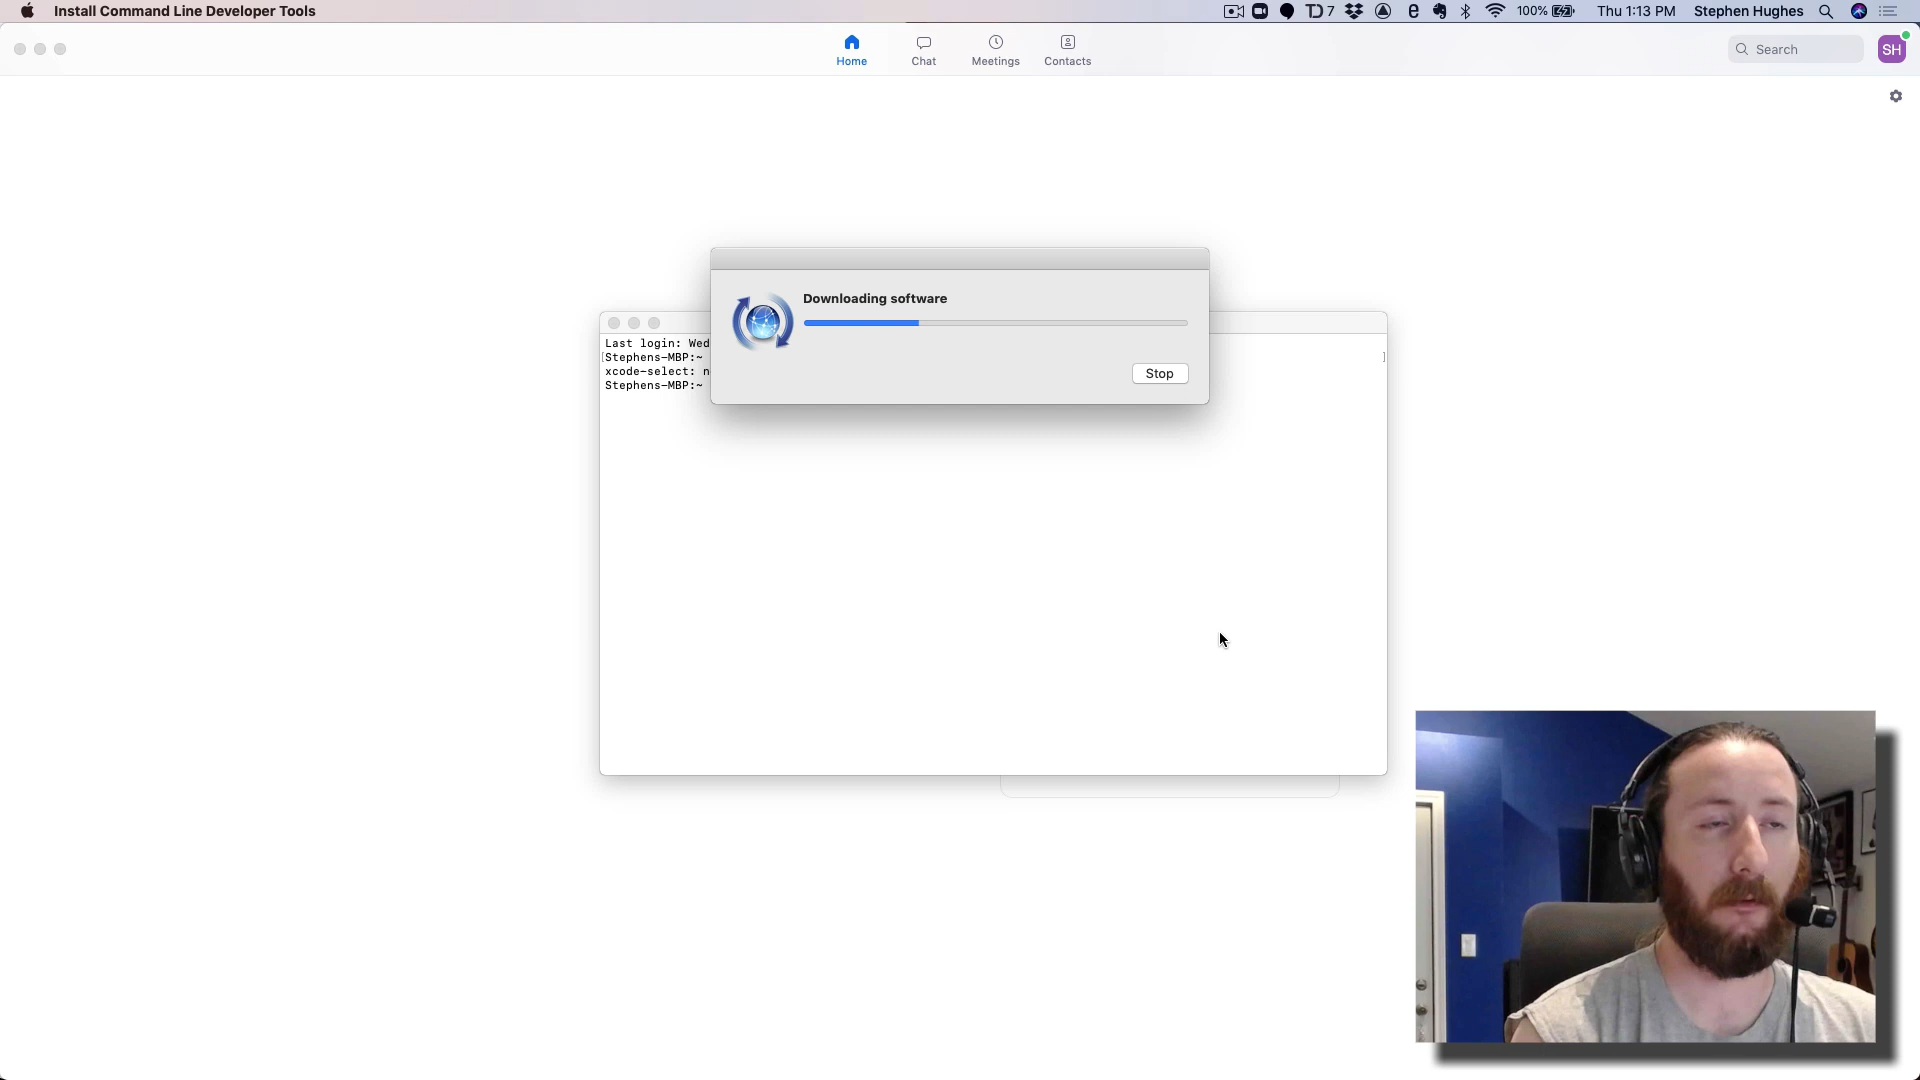 Install Command Line Developer Tools
7
100%
Thu 1:13 PM
Stephen Hughes
Home
Chat
Meetings
Contacts
Search
SH
Downloading software
Stop
Last login: Wed
[Stephens-MBP:~ ]
xcode-select: n
Stephens-MBP:~